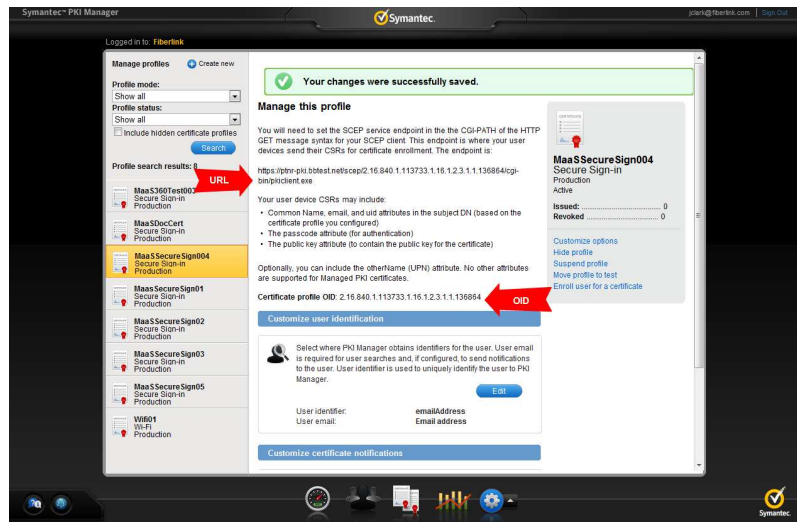 Symantec™ PKI Manager
Symantec.
jclark@fiberlink.com | Sign Out
Logged in to: Fiberlink
Manage profiles
Create new
Profile mode:
Show all
Profile status:
Show all
Include hidden certificate profiles
Search
Profile search results: 8
MaaS360Test003
Secure Sign-in
Production
MaaSDocCert
Secure Sign-in
Production
MaaSSecureSign004
Secure Sign-in
Production
MaasSecureSign01
Secure Sign-in
Production
MaaSSecureSign02
Secure Sign-in
Production
MaaSSecureSign03
Secure Sign-in
Production
MaaSSecureSign05
Secure Sign-in
Production
Wifi01
Wi-Fi
Production
URL
Your changes were successfully saved.
Manage this profile
You will need to set the SCEP service endpoint in the the CGI-PATH of the HTTP
GET message syntax for your SCEP client. This endpoint is where your user
devices send their CSRs for certificate enrollment. The endpoint is:
https://ptnr-pki.bbtest.net/scep/2.16.840.1.113733.1.16.1.2.3.1.1.136864/cgi-
bin/pkiclient.exe
Your user device CSRs may include:
• Common Name, email, and uid attributes in the subject DN (based on the
certificate profile you configured)
• The passcode attribute (for authentication)
• The public key attribute (to contain the public key for the certificate)
Optionally, you can include the otherName (UPN) attribute. No other attributes
are supported for Managed PKI certificates.
Certificate profile OID: 2.16.840.1.113733.1.16.1.2.3.1.1.136864
OID
Customize user identification
Select where PKI Manager obtains identifiers for the user. User email
is required for user searches and, if configured, to send notifications
to the user. User identifier is used to uniquely identify the user to PKI
Manager.
Edit
User identifier: emailAddress
User email: Email address
Customize certificate notifications
MaaSSecureSign004
Secure Sign-in
Production
Active
Issued: 0
Revoked 0
Customize options
Hide profile
Suspend profile
Move profile to test
Enroll user for a certificate
Symantec.